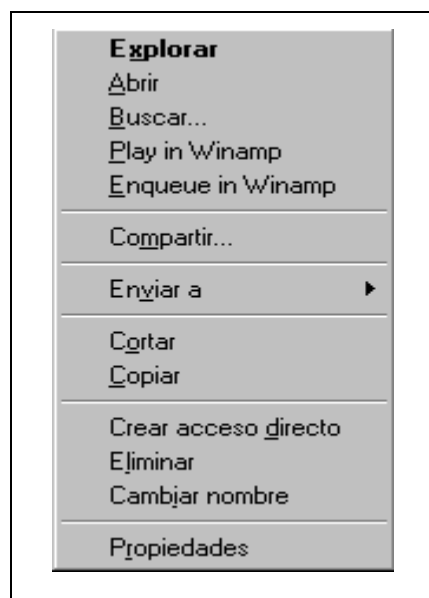 Explorar
Abrir
Buscar...
Play in Winamp
Enqueue in Winamp
Compartir...
Enviar a
Cortar
Copiar
Crear acceso directo
Eliminar
Cambiar nombre
Propiedades